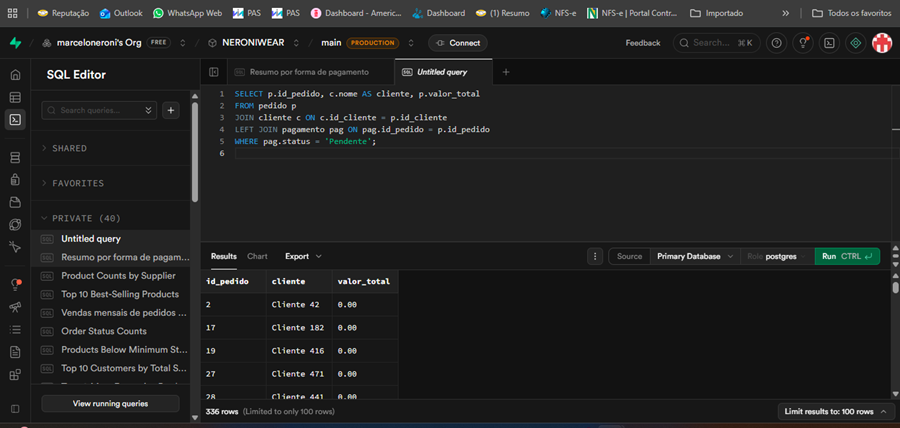 Reputação Outlook WhatsApp Web PAS PAS Dashboard - Americ... Dashboard (1) Resumo NFS-e NFS-e | Portal Contr... Importado » Todos os favoritos
marceloneroni's Org FREE NERONIWEAR main PRODUCTION Connect Feedback Search... ⌘K
SQL Editor
Resumo por forma de pagamento
Untitled query
Search queries...
SHARED
FAVORITES
PRIVATE (40)
Untitled query
Resumo por forma de pagam...
Product Counts by Supplier
Top 10 Best-Selling Products
Vendas mensais de pedidos ...
Order Status Counts
Products Below Minimum St...
Top 10 Customers by Total S...
View running queries
1 SELECT p.id_pedido, c.nome AS cliente, p.valor_total
2 FROM pedido p
3 JOIN cliente c ON c.id_cliente = p.id_cliente
4 LEFT JOIN pagamento pag ON pag.id_pedido = p.id_pedido
5 WHERE pag.status = 'Pendente';
6
Results Chart Export Source Primary Database Role postgres Run CTRL
id_pedido cliente valor_total
2 Cliente 42 0.00
17 Cliente 182 0.00
19 Cliente 416 0.00
27 Cliente 471 0.00
28 Cliente 441 0.00
336 rows (Limited to only 100 rows) Limit results to: 100 rows